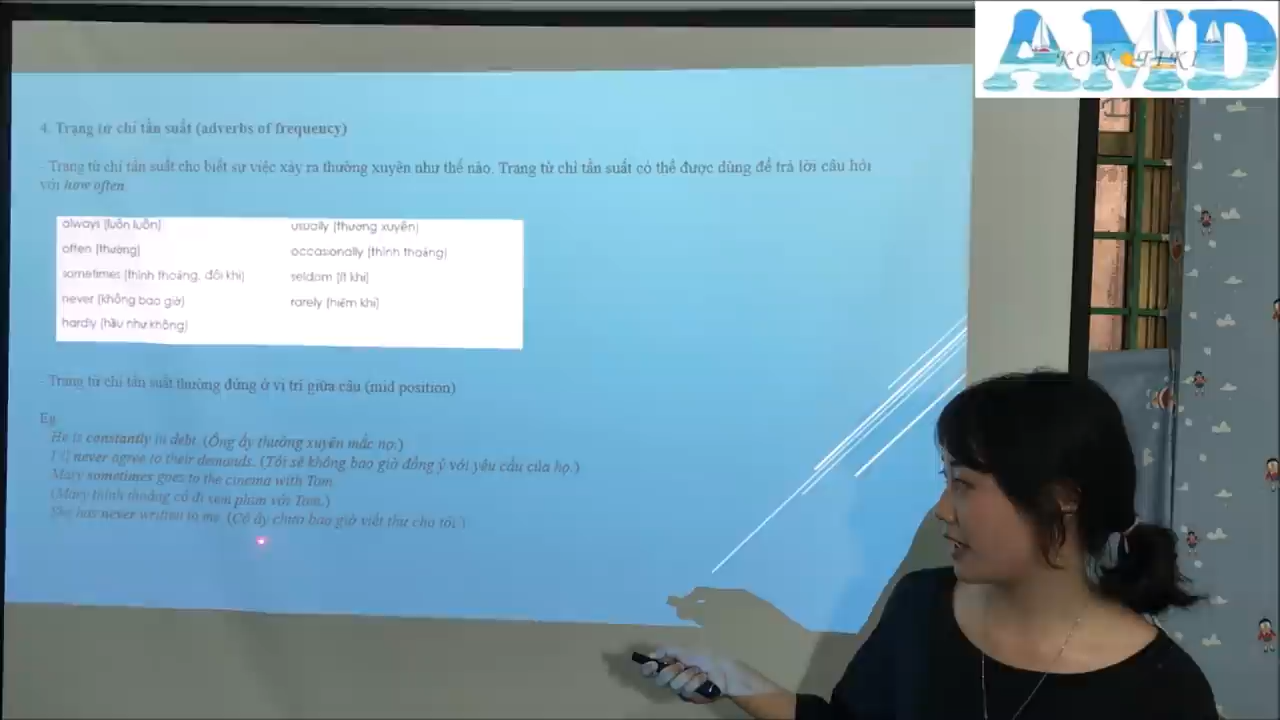 AMD
KON TIKI
4. Trạng từ chỉ tần suất (adverbs of frequency)
- Trạng từ chỉ tần suất cho biết sự việc xảy ra thường xuyên như thế nào. Trạng từ chỉ tần suất có thể được dùng để trả lời câu hỏi
với how often.
always (luôn luôn) usually (thường xuyên)
often (thường) occasionally (thỉnh thoảng)
sometimes (thỉnh thoảng, đôi khi) seldom (ít khi)
never (không bao giờ) rarely (hiếm khi)
hardly (hầu như không)
- Trạng từ chỉ tần suất thường đứng ở vị trí giữa câu (mid position)
Eg
He is constantly in debt. (Ông ấy thường xuyên mắc nợ.)
I'll never agree to their demands. (Tôi sẽ không bao giờ đồng ý với yêu cầu của họ.)
Mary sometimes goes to the cinema with Tom.
(Mary thỉnh thoảng có đi xem phim với Tom.)
She has never written to me. (Cô ấy chưa bao giờ viết thư cho tôi.)